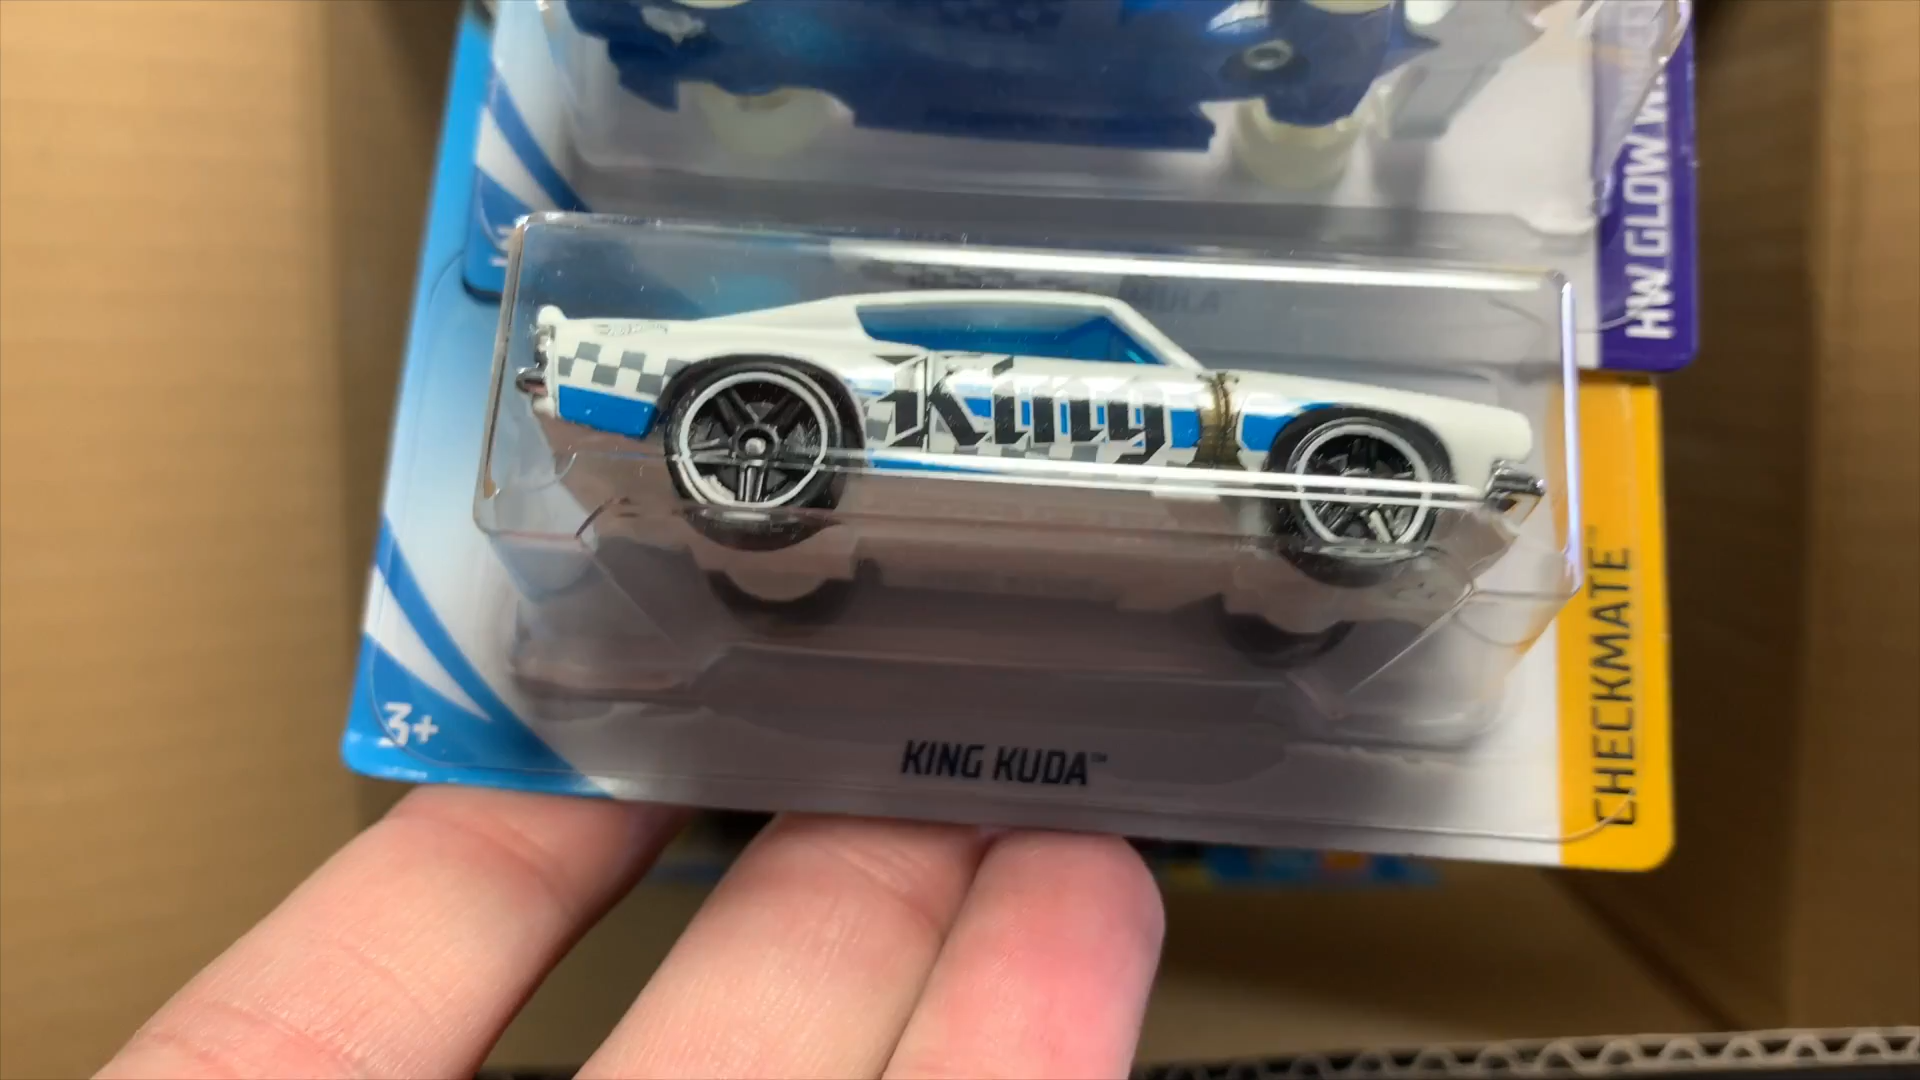 HW GLOW
King
3+
KING KUDA™
CHECKMATE™